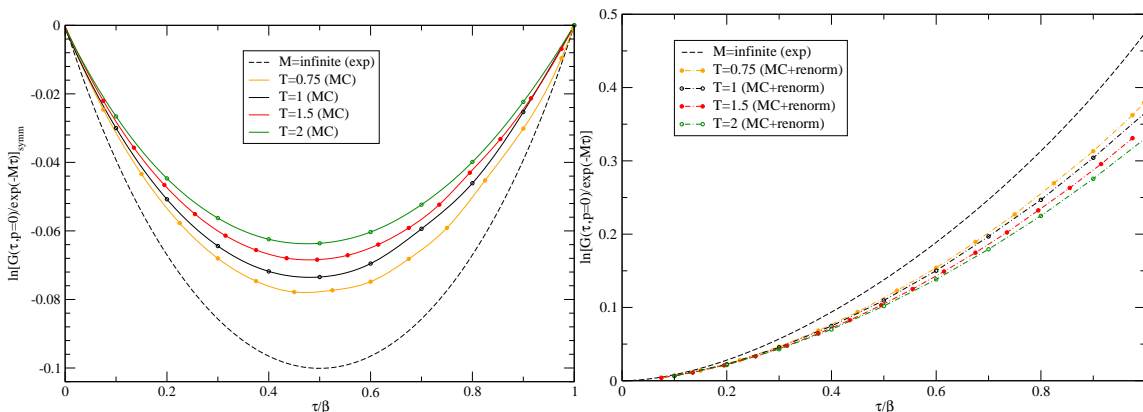 0
-0.02
-0.04
-0.06
-0.08
-0.1
ln[G(τ,p=0)/exp(-Mτ)]symm
M=infinite (exp)
T=0.75 (MC)
T=1 (MC)
T=1.5 (MC)
T=2 (MC)
0 0.2 0.4 0.6 0.8 1
τ/β
0.5
0.4
0.3
0.2
0.1
0
ln[G(τ,p=0)/exp(-Mτ)]
M=infinite (exp)
T=0.75 (MC+renorm)
T=1 (MC+renorm)
T=1.5 (MC+renorm)
T=2 (MC+renorm)
0 0.2 0.4 0.6 0.8
τ/β